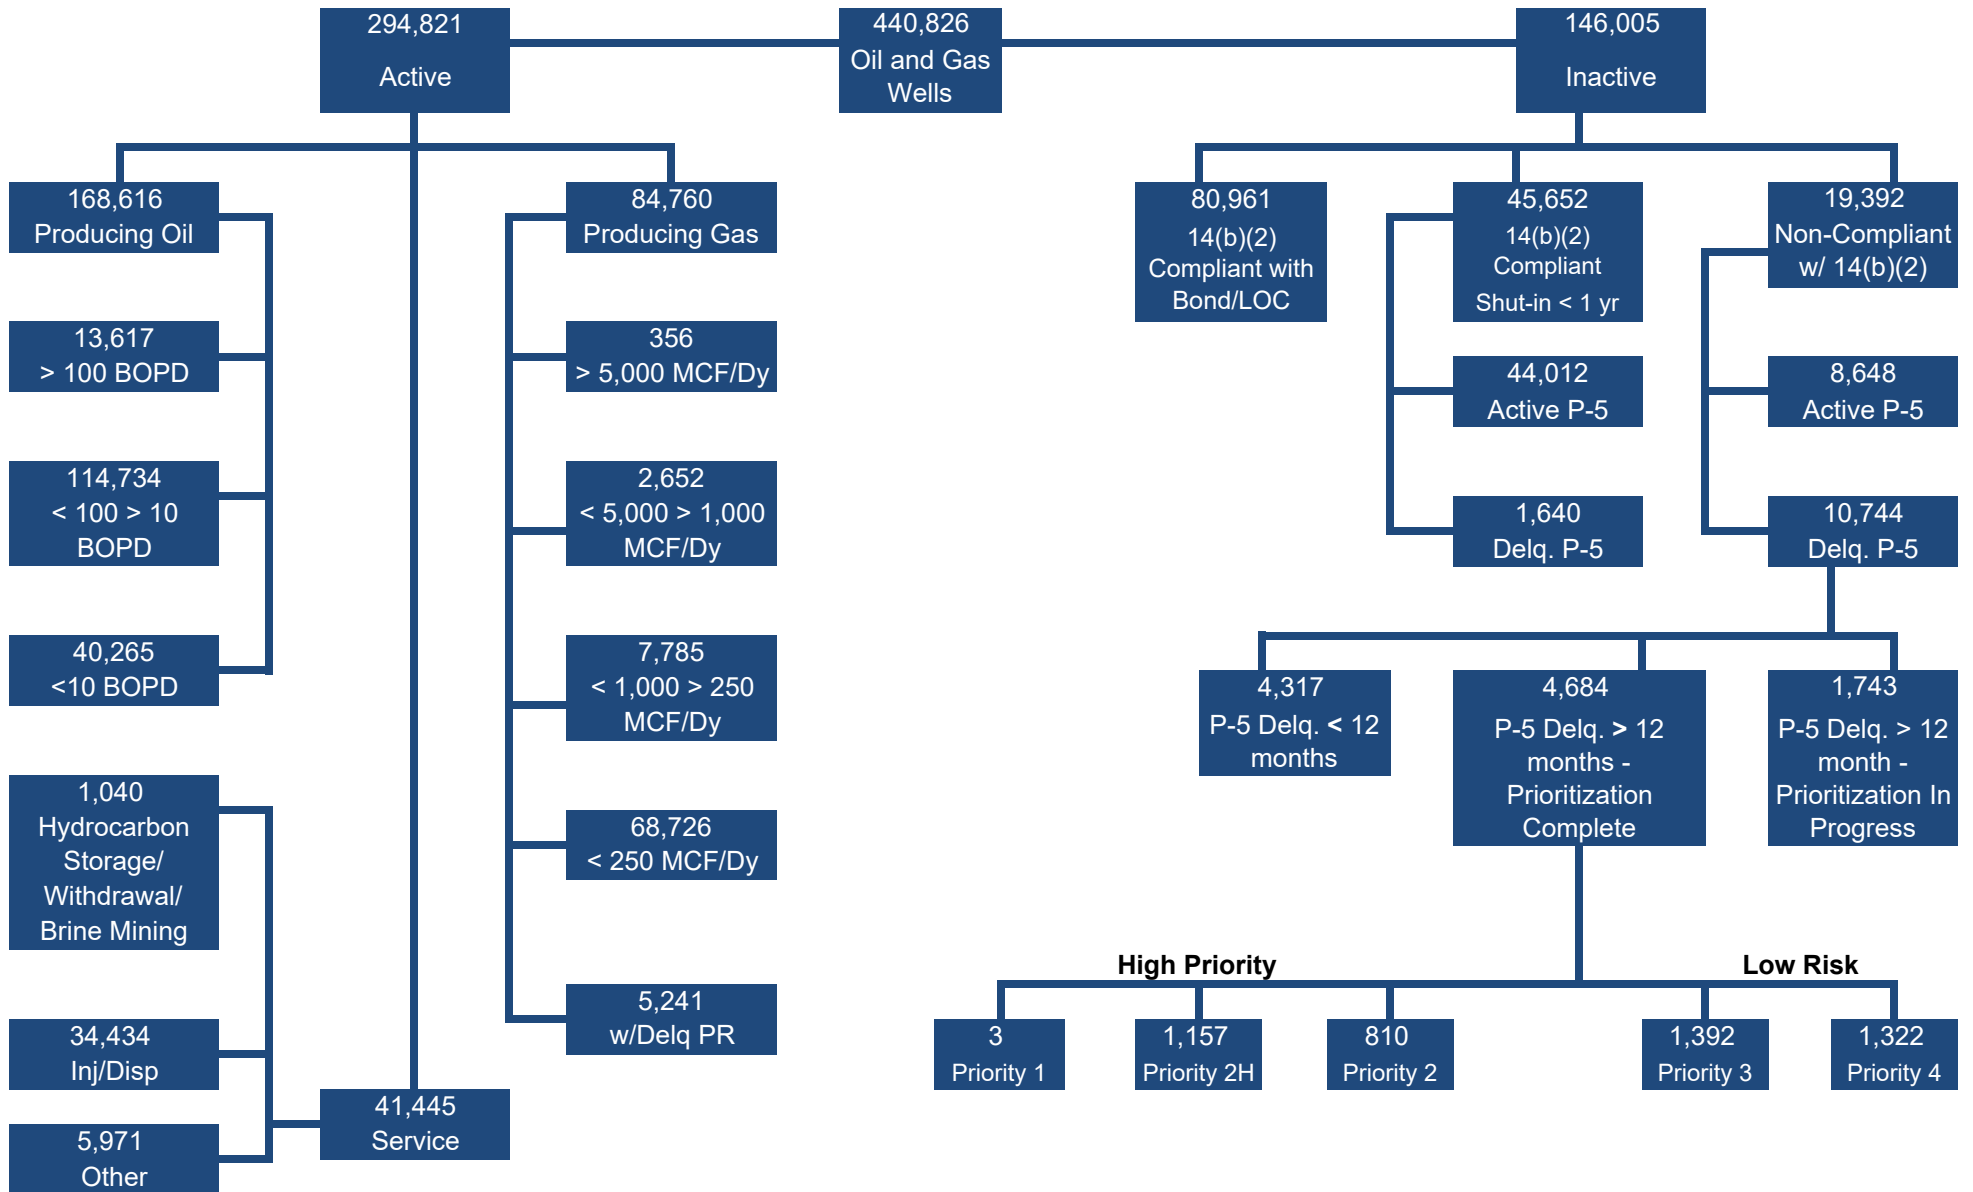 294,821
Active
440,826
Oil and Gas
Wells
146,005
Inactive
168,616
Producing Oil
13,617
> 100 BOPD
114,734
< 100 > 10
BOPD
40,265
<10 BOPD
84,760
Producing Gas
356
> 5,000 MCF/Dy
2,652
< 5,000 > 1,000
MCF/Dy
7,785
< 1,000 > 250
MCF/Dy
68,726
< 250 MCF/Dy
5,241
w/Delq PR
1,040
Hydrocarbon
Storage/
Withdrawal/
Brine Mining
34,434
Inj/Disp
5,971
Other
41,445
Service
80,961
14(b)(2)
Compliant with
Bond/LOC
45,652
14(b)(2)
Compliant
Shut-in < 1 yr
44,012
Active P-5
1,640
Delq. P-5
19,392
Non-Compliant
w/ 14(b)(2)
8,648
Active P-5
10,744
Delq. P-5
4,317
P-5 Delq. < 12
months
4,684
P-5 Delq. > 12
months -
Prioritization
Complete
1,743
P-5 Delq. > 12
month -
Prioritization In
Progress
High Priority
Low Risk
3
Priority 1
1,157
Priority 2H
810
Priority 2
1,392
Priority 3
1,322
Priority 4